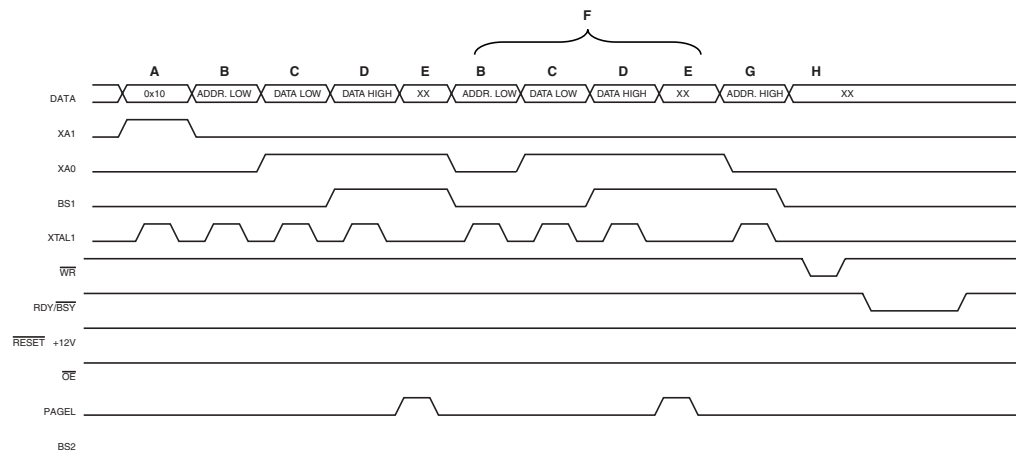 F
A B C D E B C D E G H
DATA 0x10 ADDR. LOW DATA LOW DATA HIGH XX ADDR. LOW DATA LOW DATA HIGH XX ADDR. HIGH XX
XA1
XA0
BS1
XTAL1
WR
RDY/BSY
RESET +12V
OE
PAGEL
BS2